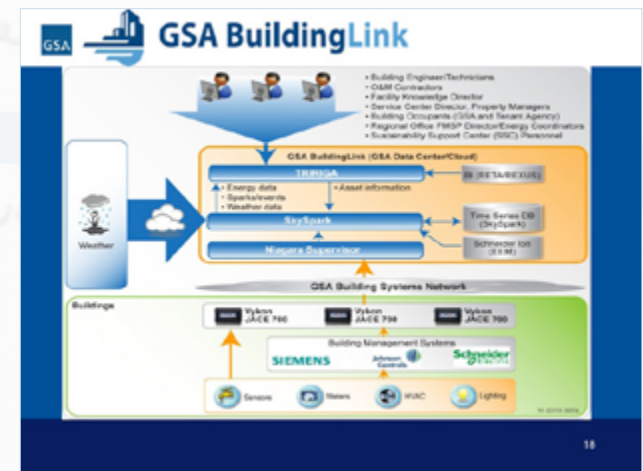 GSA
GSA BuildingLink
• Building Engineer/Technicians
• O&M Contractors
• Facility Knowledge Director
• Service Center Director, Property Managers
• Building Occupants (GSA and Tenant Agency)
• Regional Office FMSP Director/Energy Coordinators
• Sustainability Support Center (SSC) Personnel
GSA BuildingLink (GSA Data Center/Cloud)
TRIRIGA
BI (RETA/REXUS)
• Energy data
• Sparks/events
• Weather data
• Asset information
SkySpark
Time Series DB
(SkySpark)
Niagara Supervisor
Schneider Ion
Weather
GSA Building Systems Network
Buildings
Vykon
JACE 700
Vykon
JACE 700
Vykon
JACE 700
Building Management Systems
SIEMENS
Johnson
Controls
Schneider
Electric
Sensors
Meters
HVAC
Lighting
18